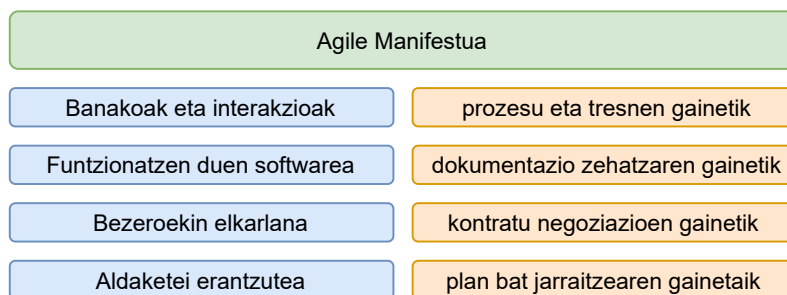 Agile Manifestua
Banakoak eta interakzioak prozesu eta tresnen gainetik
Funtzionatzen duen softwarea dokumentazio zehatzaren gainetik
Bezeroekin elkarlana kontratu negoziazioen gainetik
Aldaketei erantzutea plan bat jarraitzearen gainetaik